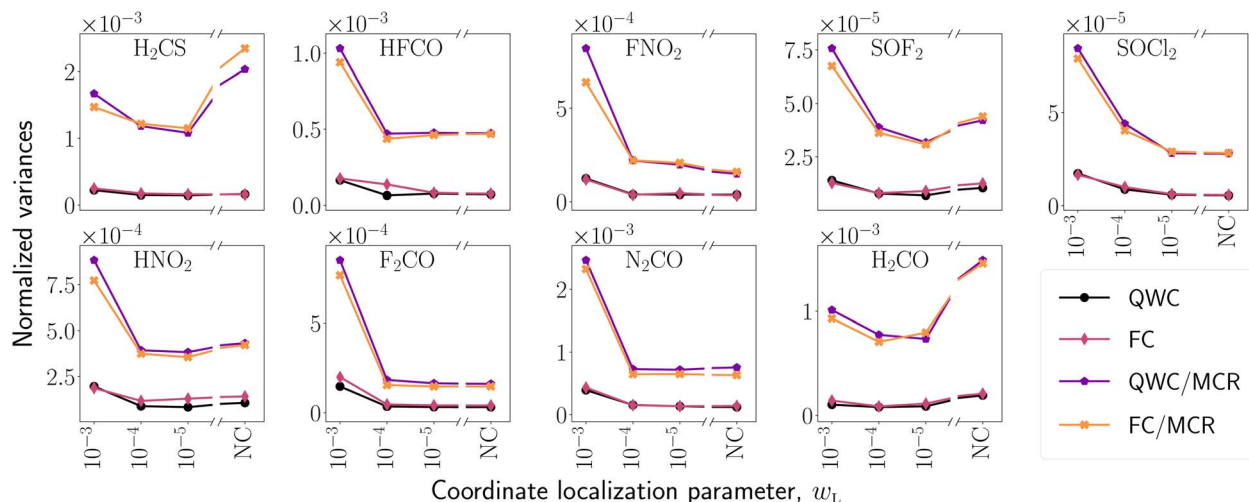 ×10⁻³ ×10⁻³ ×10⁻⁴ ×10⁻⁵ ×10⁻⁵
H₂CS HFCO FNO₂ SOF₂ SOCl₂
2 1 0
1.0 0.5 0.0
5 0
7.5 5.0 2.5
5 0
10⁻³ 10⁻⁴ 10⁻⁵ NC
Normalized variances
×10⁻⁴ ×10⁻⁴ ×10⁻³ ×10⁻³
HNO₂ F₂CO N₂CO H₂CO
7.5 5.0 2.5
5 0
2 1 0
1 0
10⁻³ 10⁻⁴ 10⁻⁵ NC
10⁻³ 10⁻⁴ 10⁻⁵ NC
10⁻³ 10⁻⁴ 10⁻⁵ NC
10⁻³ 10⁻⁴ 10⁻⁵ NC
QWC
FC
QWC/MCR
FC/MCR
Coordinate localization parameter, w_L